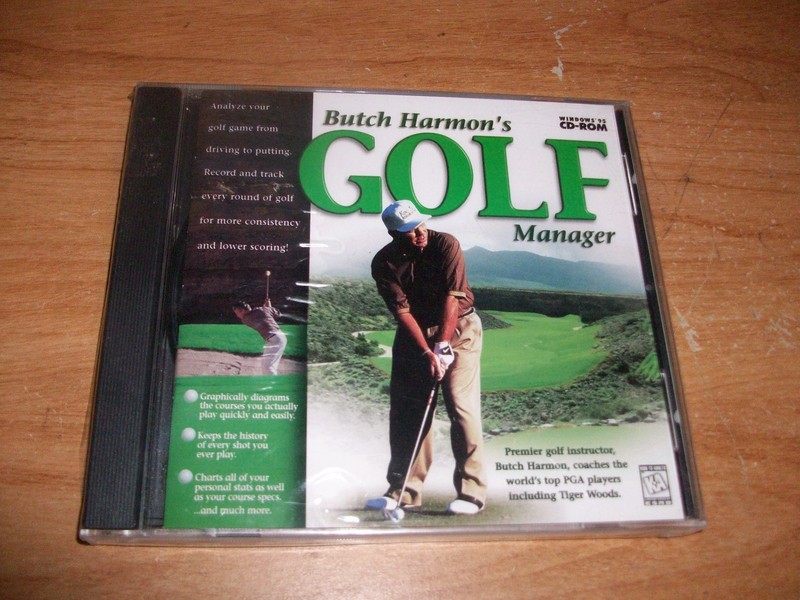 Analyze your
golf game from
driving to putting.
Record and track
every round of golf
for more consistency
and lower scoring!
Butch Harmon's
GOLF
Manager
WINDOWS 95
CD-ROM
Graphically diagrams
the courses you actually
play quickly and easily.
Keeps the history
of every shot you
ever play.
Charts all of your
personal stats as well
as your course specs.
...and much more.
Premier golf instructor,
Butch Harmon, coaches the
world's top PGA players
including Tiger Woods.
KA